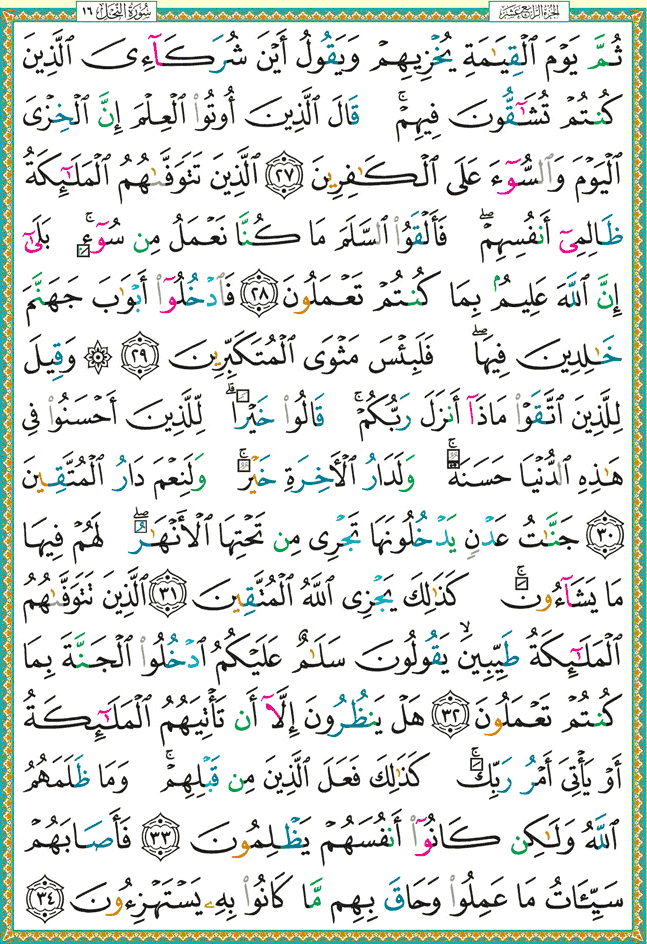 سُورَةُ النَّحْلِ ١٦
الجزء الرابع عشر
ثُمَّ يَوْمَ ٱلْقِيَـٰمَةِ يُخْزِيهِمْ وَيَقُولُ أَيْنَ شُرَكَآءِىَ ٱلَّذِينَ
كُنتُمْ تُشَـٰٓقُّونَ فِيهِمْ ۚ قَالَ ٱلَّذِينَ أُوتُوا۟ ٱلْعِلْمَ إِنَّ ٱلْخِزْىَ
ٱلْيَوْمَ وَٱلسُّوٓءَ عَلَى ٱلْكَـٰفِرِينَ ٢٧ ٱلَّذِينَ تَتَوَفَّىٰهُمُ ٱلْمَلَـٰٓئِكَةُ
ظَالِمِىٓ أَنفُسِهِمْ ۖ فَأَلْقَوُا۟ ٱلسَّلَمَ مَا كُنَّا نَعْمَلُ مِن سُوٓءٍۭ ۚ بَلَىٰٓ
إِنَّ ٱللَّهَ عَلِيمٌۢ بِمَا كُنتُمْ تَعْمَلُونَ ٢٨ فَٱدْخُلُوٓا۟ أَبْوَٰبَ جَهَنَّمَ
خَـٰلِدِينَ فِيهَا ۖ فَلَبِئْسَ مَثْوَى ٱلْمُتَكَبِّرِينَ ٢٩ ۞ وَقِيلَ
لِلَّذِينَ ٱتَّقَوْا۟ مَاذَآ أَنزَلَ رَبُّكُمْ ۚ قَالُوا۟ خَيْرًا ۗ لِّلَّذِينَ أَحْسَنُوا۟ فِى
هَـٰذِهِ ٱلدُّنْيَا حَسَنَةٌ ۚ وَلَدَارُ ٱلْـَٔاخِرَةِ خَيْرٌ ۚ وَلَنِعْمَ دَارُ ٱلْمُتَّقِينَ
٣٠ جَنَّـٰتُ عَدْنٍ يَدْخُلُونَهَا تَجْرِى مِن تَحْتِهَا ٱلْأَنْهَـٰرُ ۖ لَهُمْ فِيهَا
مَا يَشَآءُونَ ۚ كَذَٰلِكَ يَجْزِى ٱللَّهُ ٱلْمُتَّقِينَ ٣١ ٱلَّذِينَ تَتَوَفَّىٰهُمُ
ٱلْمَلَـٰٓئِكَةُ طَيِّبِينَ ۙ يَقُولُونَ سَلَـٰمٌ عَلَيْكُمُ ٱدْخُلُوا۟ ٱلْجَنَّةَ بِمَا
كُنتُمْ تَعْمَلُونَ ٣٢ هَلْ يَنظُرُونَ إِلَّآ أَن تَأْتِيَهُمُ ٱلْمَلَـٰٓئِكَةُ
أَوْ يَأْتِىَ أَمْرُ رَبِّكَ ۚ كَذَٰلِكَ فَعَلَ ٱلَّذِينَ مِن قَبْلِهِمْ ۚ وَمَا ظَلَمَهُمُ
ٱللَّهُ وَلَـٰكِن كَانُوٓا۟ أَنفُسَهُمْ يَظْلِمُونَ ٣٣ فَأَصَابَهُمْ
سَيِّـَٔاتُ مَا عَمِلُوا۟ وَحَاقَ بِهِم مَّا كَانُوا۟ بِهِۦ يَسْتَهْزِءُونَ ٣٤